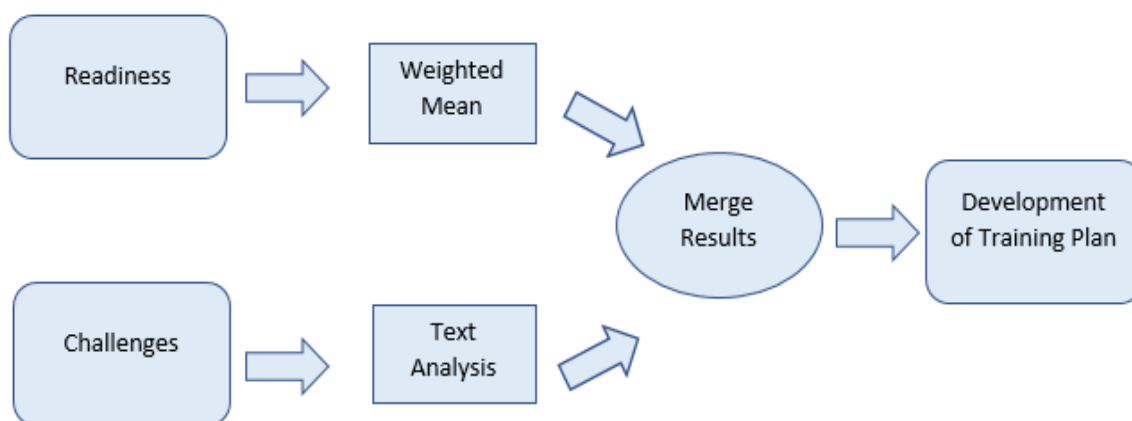 Readiness
Weighted
Mean
Merge
Results
Development
of Training Plan
Challenges
Text
Analysis